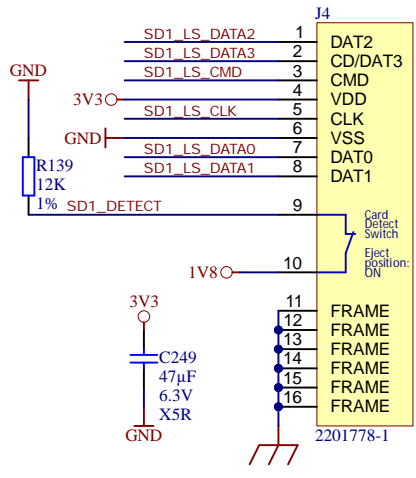 J4
SD1_LS_DATA2 1 DAT2
SD1_LS_DATA3 2 CD/DAT3
SD1_LS_CMD 3 CMD
3V3 4 VDD
SD1_LS_CLK 5 CLK
GND 6 VSS
SD1_LS_DATA0 7 DAT0
SD1_LS_DATA1 8 DAT1
GND
R139
12K
1%
SD1_DETECT 9
Card
Detect
Switch
Eject
position:
ON
1V8 10
11 FRAME
12 FRAME
13 FRAME
14 FRAME
15 FRAME
16 FRAME
2201778-1
3V3
C249
47µF
6.3V
X5R
GND